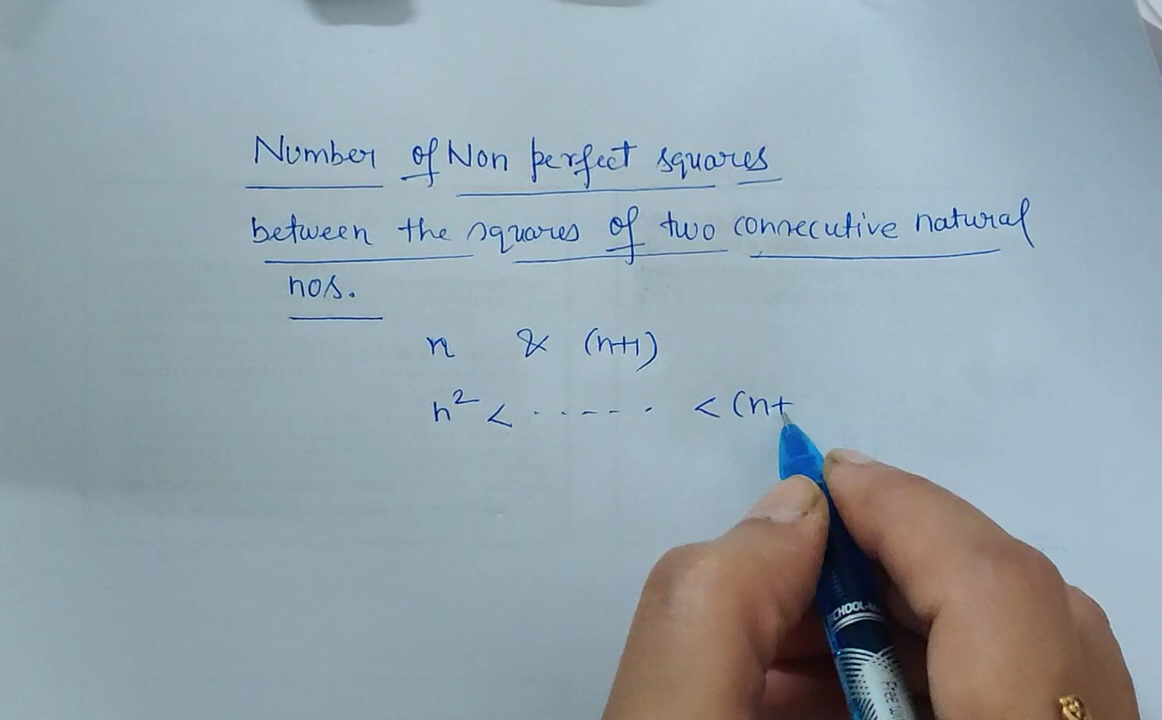 Number of Non perfect squares
between the squares of two consecutive natural
nos.
n & (n+1)
n² < ...... < (n+